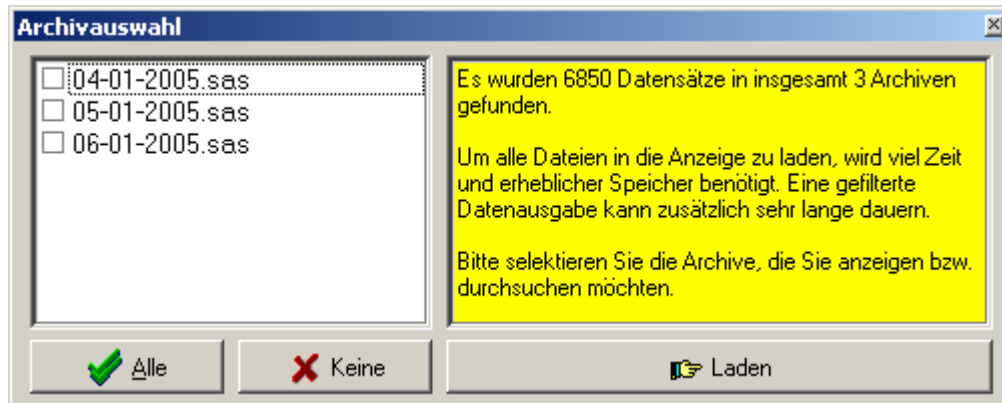 Archivauswahl
04-01-2005.sas
05-01-2005.sas
06-01-2005.sas
Es wurden 6850 Datensätze in insgesamt 3 Archiven
gefunden.
Um alle Dateien in die Anzeige zu laden, wird viel Zeit
und erheblicher Speicher benötigt. Eine gefilterte
Datenausgabe kann zusätzlich sehr lange dauern.
Bitte selektieren Sie die Archive, die Sie anzeigen bzw.
durchsuchen möchten.
Alle
Keine
Laden